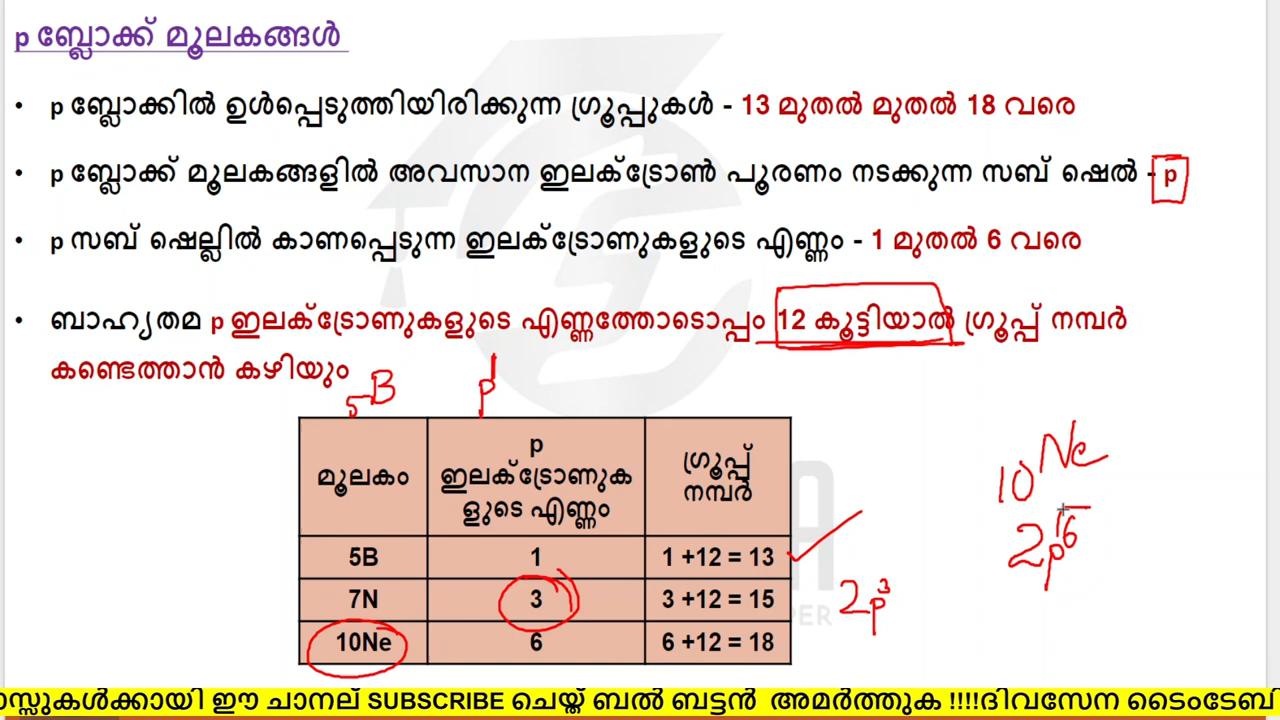 p ബ്ലോക്ക് മൂലകങ്ങൾ
• p ബ്ലോക്കിൽ ഉൾപ്പെടുത്തിയിരിക്കുന്ന ഗ്രൂപ്പുകൾ - 13 മുതൽ മുതൽ 18 വരെ
• p ബ്ലോക്ക് മൂലകങ്ങളിൽ അവസാന ഇലക്ട്രോൺ പൂരണം നടക്കുന്ന സബ് ഷെൽ - p
• p സബ് ഷെല്ലിൽ കാണപ്പെടുന്ന ഇലക്ട്രോണുകളുടെ എണ്ണം - 1 മുതൽ 6 വരെ
• ബാഹ്യതമ p ഇലക്ട്രോണുകളുടെ എണ്ണത്തോടൊപ്പം 12 കൂട്ടിയാൽ ഗ്രൂപ്പ് നമ്പർ
കണ്ടെത്താൻ കഴിയും
5B p1
മൂലകം
p
ഇലക്ട്രോണുക
ളുടെ എണ്ണം
ഗ്രൂപ്പ്
നമ്പർ
5B 1 1 +12 = 13
7N 3 3 +12 = 15
10Ne 6 6 +12 = 18
2p3
10Ne
2p6
സ്സുകൾക്കായി ഈ ചാനല് SUBSCRIBE ചെയ്ത് ബൽ ബട്ടൻ അമർത്തുക !!!!ദിവസേന ടൈംടേബി